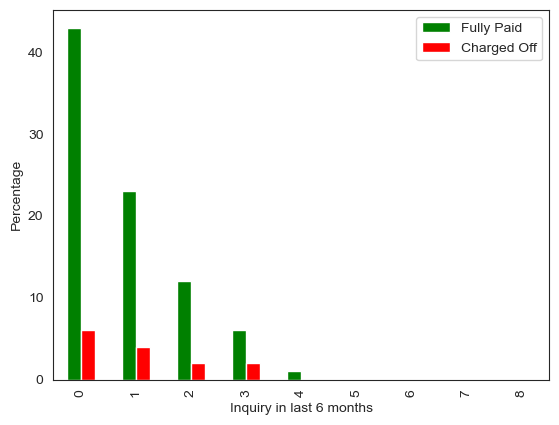 Fully Paid
Charged Off
Percentage
40
30
20
10
0
0 1 2 3 4 5 6 7 8
Inquiry in last 6 months